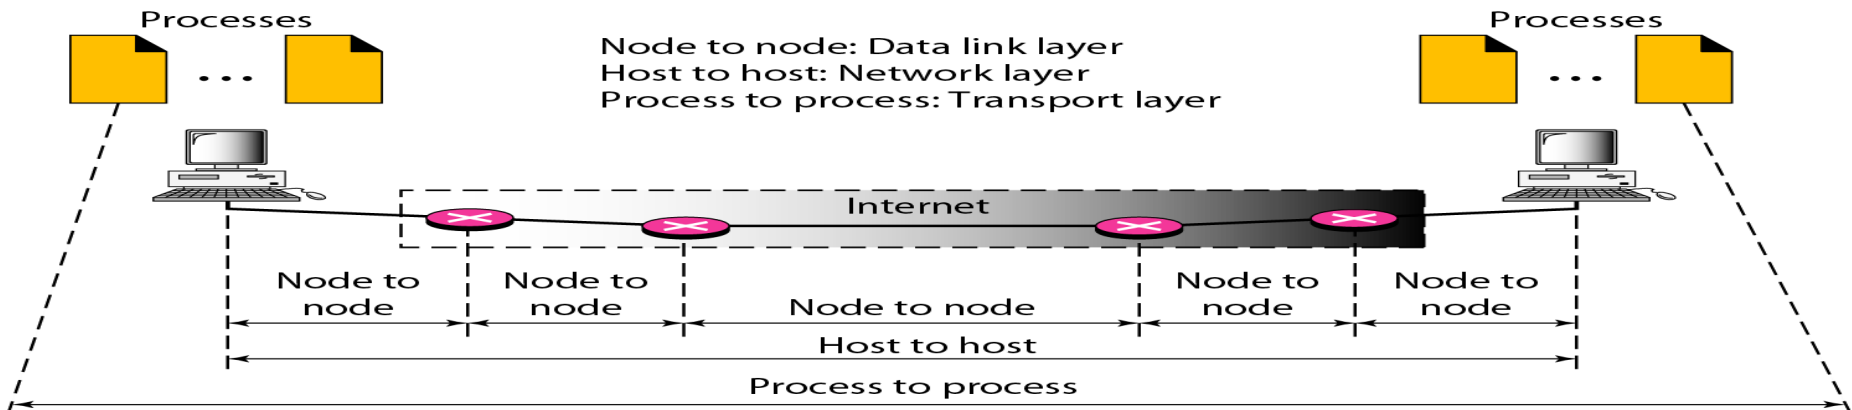 Processes
Processes
Node to node: Data link layer
Host to host: Network layer
Process to process: Transport layer
Internet
Node to
node
Node to
node
Node to node
Node to
node
Node to
node
Host to host
Process to process